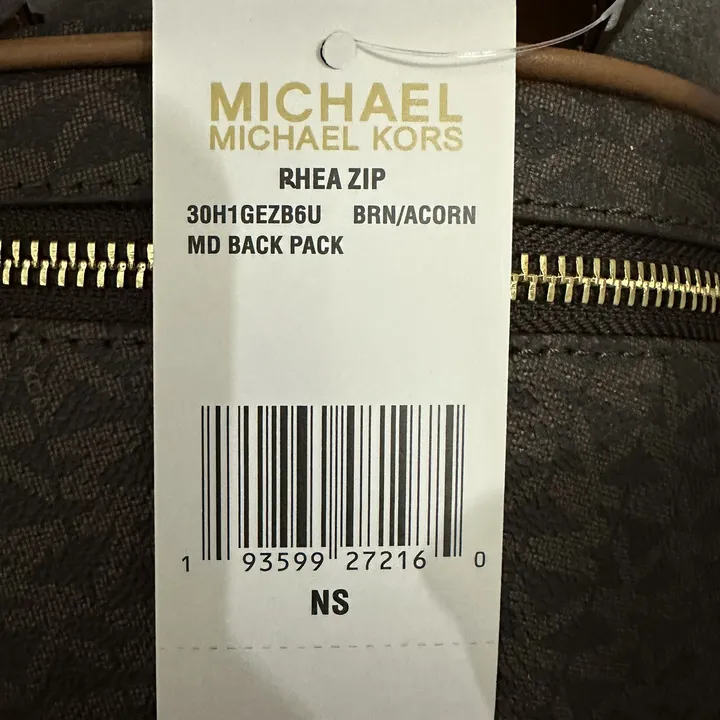 MICHAEL
MICHAEL KORS
RHEA ZIP
30H1GEZB6U BRN/ACORN
MD BACK PACK
1 93599 27216 0
NS